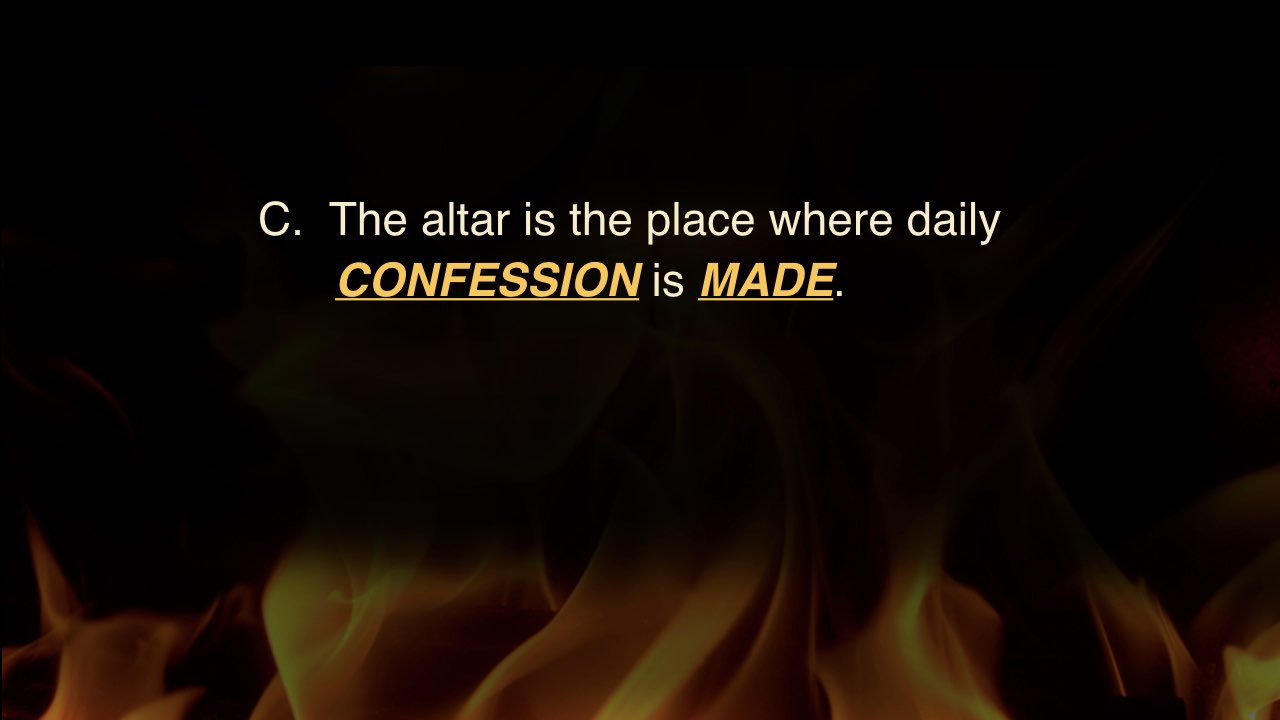 C. The altar is the place where daily
CONFESSION is MADE.